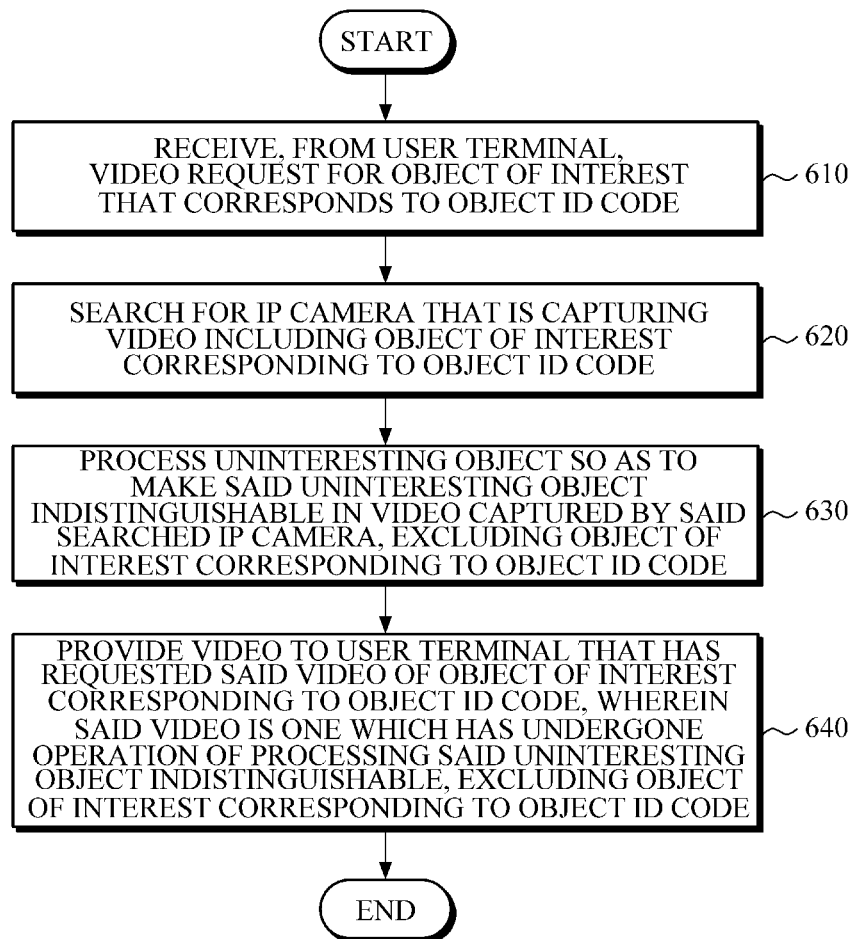 START
RECEIVE, FROM USER TERMINAL,
VIDEO REQUEST FOR OBJECT OF INTEREST
THAT CORRESPONDS TO OBJECT ID CODE
610
SEARCH FOR IP CAMERA THAT IS CAPTURING
VIDEO INCLUDING OBJECT OF INTEREST
CORRESPONDING TO OBJECT ID CODE
620
PROCESS UNINTERESTING OBJECT SO AS TO
MAKE SAID UNINTERESTING OBJECT
INDISTINGUISHABLE IN VIDEO CAPTURED BY SAID
SEARCHED IP CAMERA, EXCLUDING OBJECT OF
INTEREST CORRESPONDING TO OBJECT ID CODE
630
PROVIDE VIDEO TO USER TERMINAL THAT HAS
REQUESTED SAID VIDEO OF OBJECT OF INTEREST
CORRESPONDING TO OBJECT ID CODE, WHEREIN
SAID VIDEO IS ONE WHICH HAS UNDERGONE
OPERATION OF PROCESSING SAID UNINTERESTING
OBJECT INDISTINGUISHABLE, EXCLUDING OBJECT
OF INTEREST CORRESPONDING TO OBJECT ID CODE
640
END